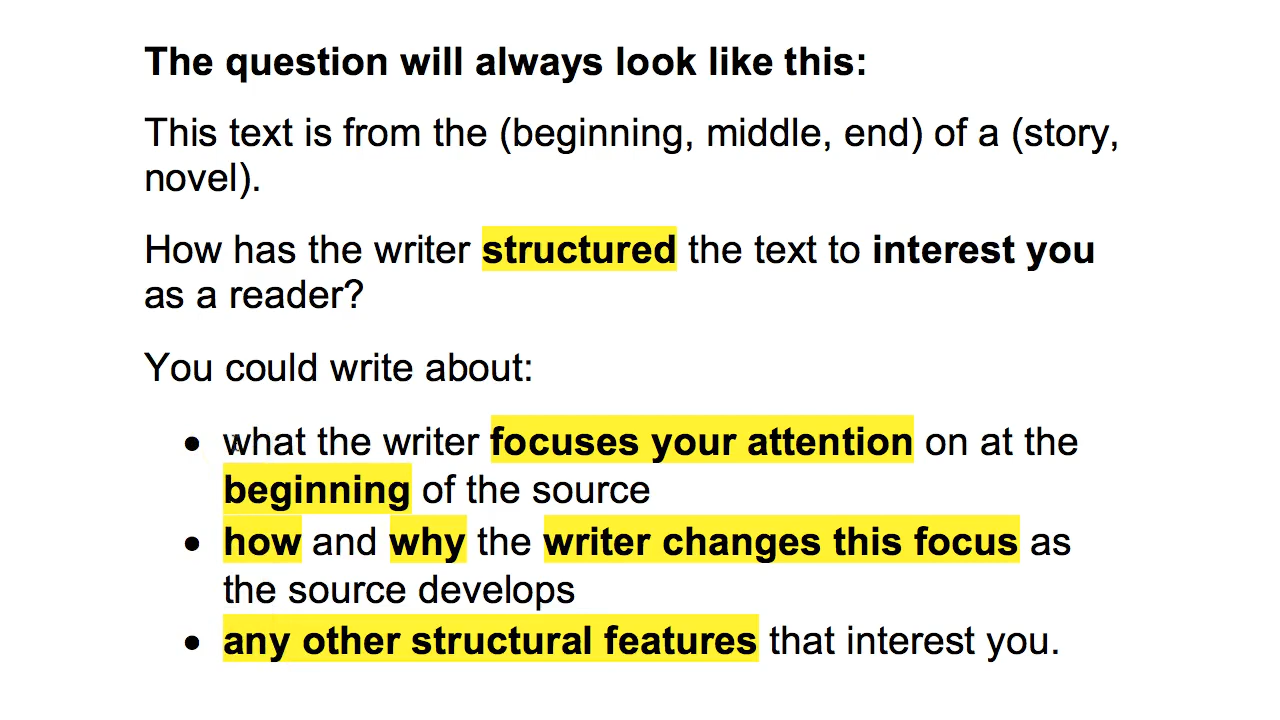 The question will always look like this:
This text is from the (beginning, middle, end) of a (story,
novel).
How has the writer structured the text to interest you
as a reader?
You could write about:
• what the writer focuses your attention on at the
beginning of the source
• how and why the writer changes this focus as
the source develops
• any other structural features that interest you.